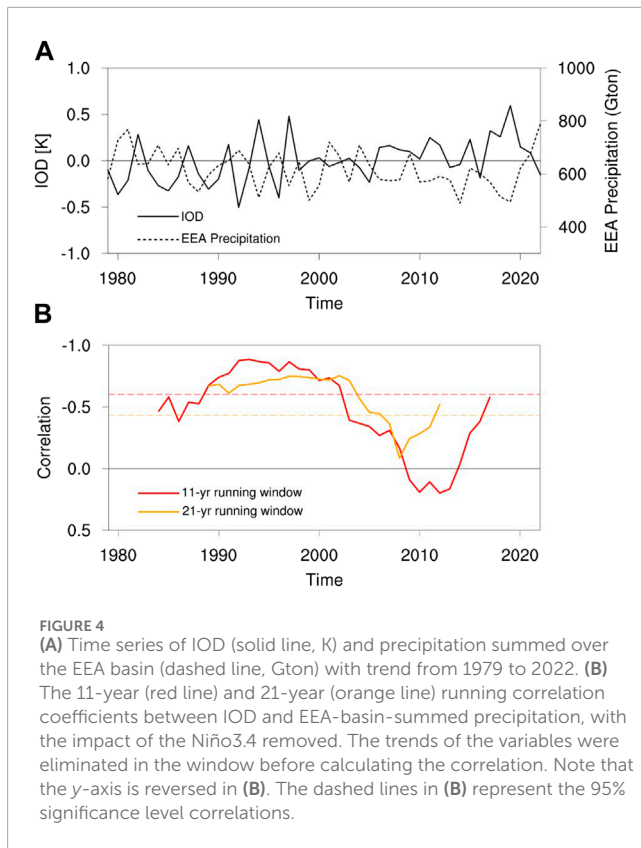 A
1.0
0.5
0.0
-0.5
-1.0
IOD [K]
1000
800
600
400
EEA Precipitation (Gton)
IOD
EEA Precipitation
1980
1990
2000
2010
2020
Time
B
-1.0
-0.5
0.0
0.5
Correlation
11-yr running window
21-yr running window
1980
1990
2000
2010
2020
Time
FIGURE 4
(A) Time series of IOD (solid line, K) and precipitation summed over
the EEA basin (dashed line, Gton) with trend from 1979 to 2022. (B)
The 11-year (red line) and 21-year (orange line) running correlation
coefficients between IOD and EEA-basin-summed precipitation, with
the impact of the Niño3.4 removed. The trends of the variables were
eliminated in the window before calculating the correlation. Note that
the y-axis is reversed in (B). The dashed lines in (B) represent the 95%
significance level correlations.